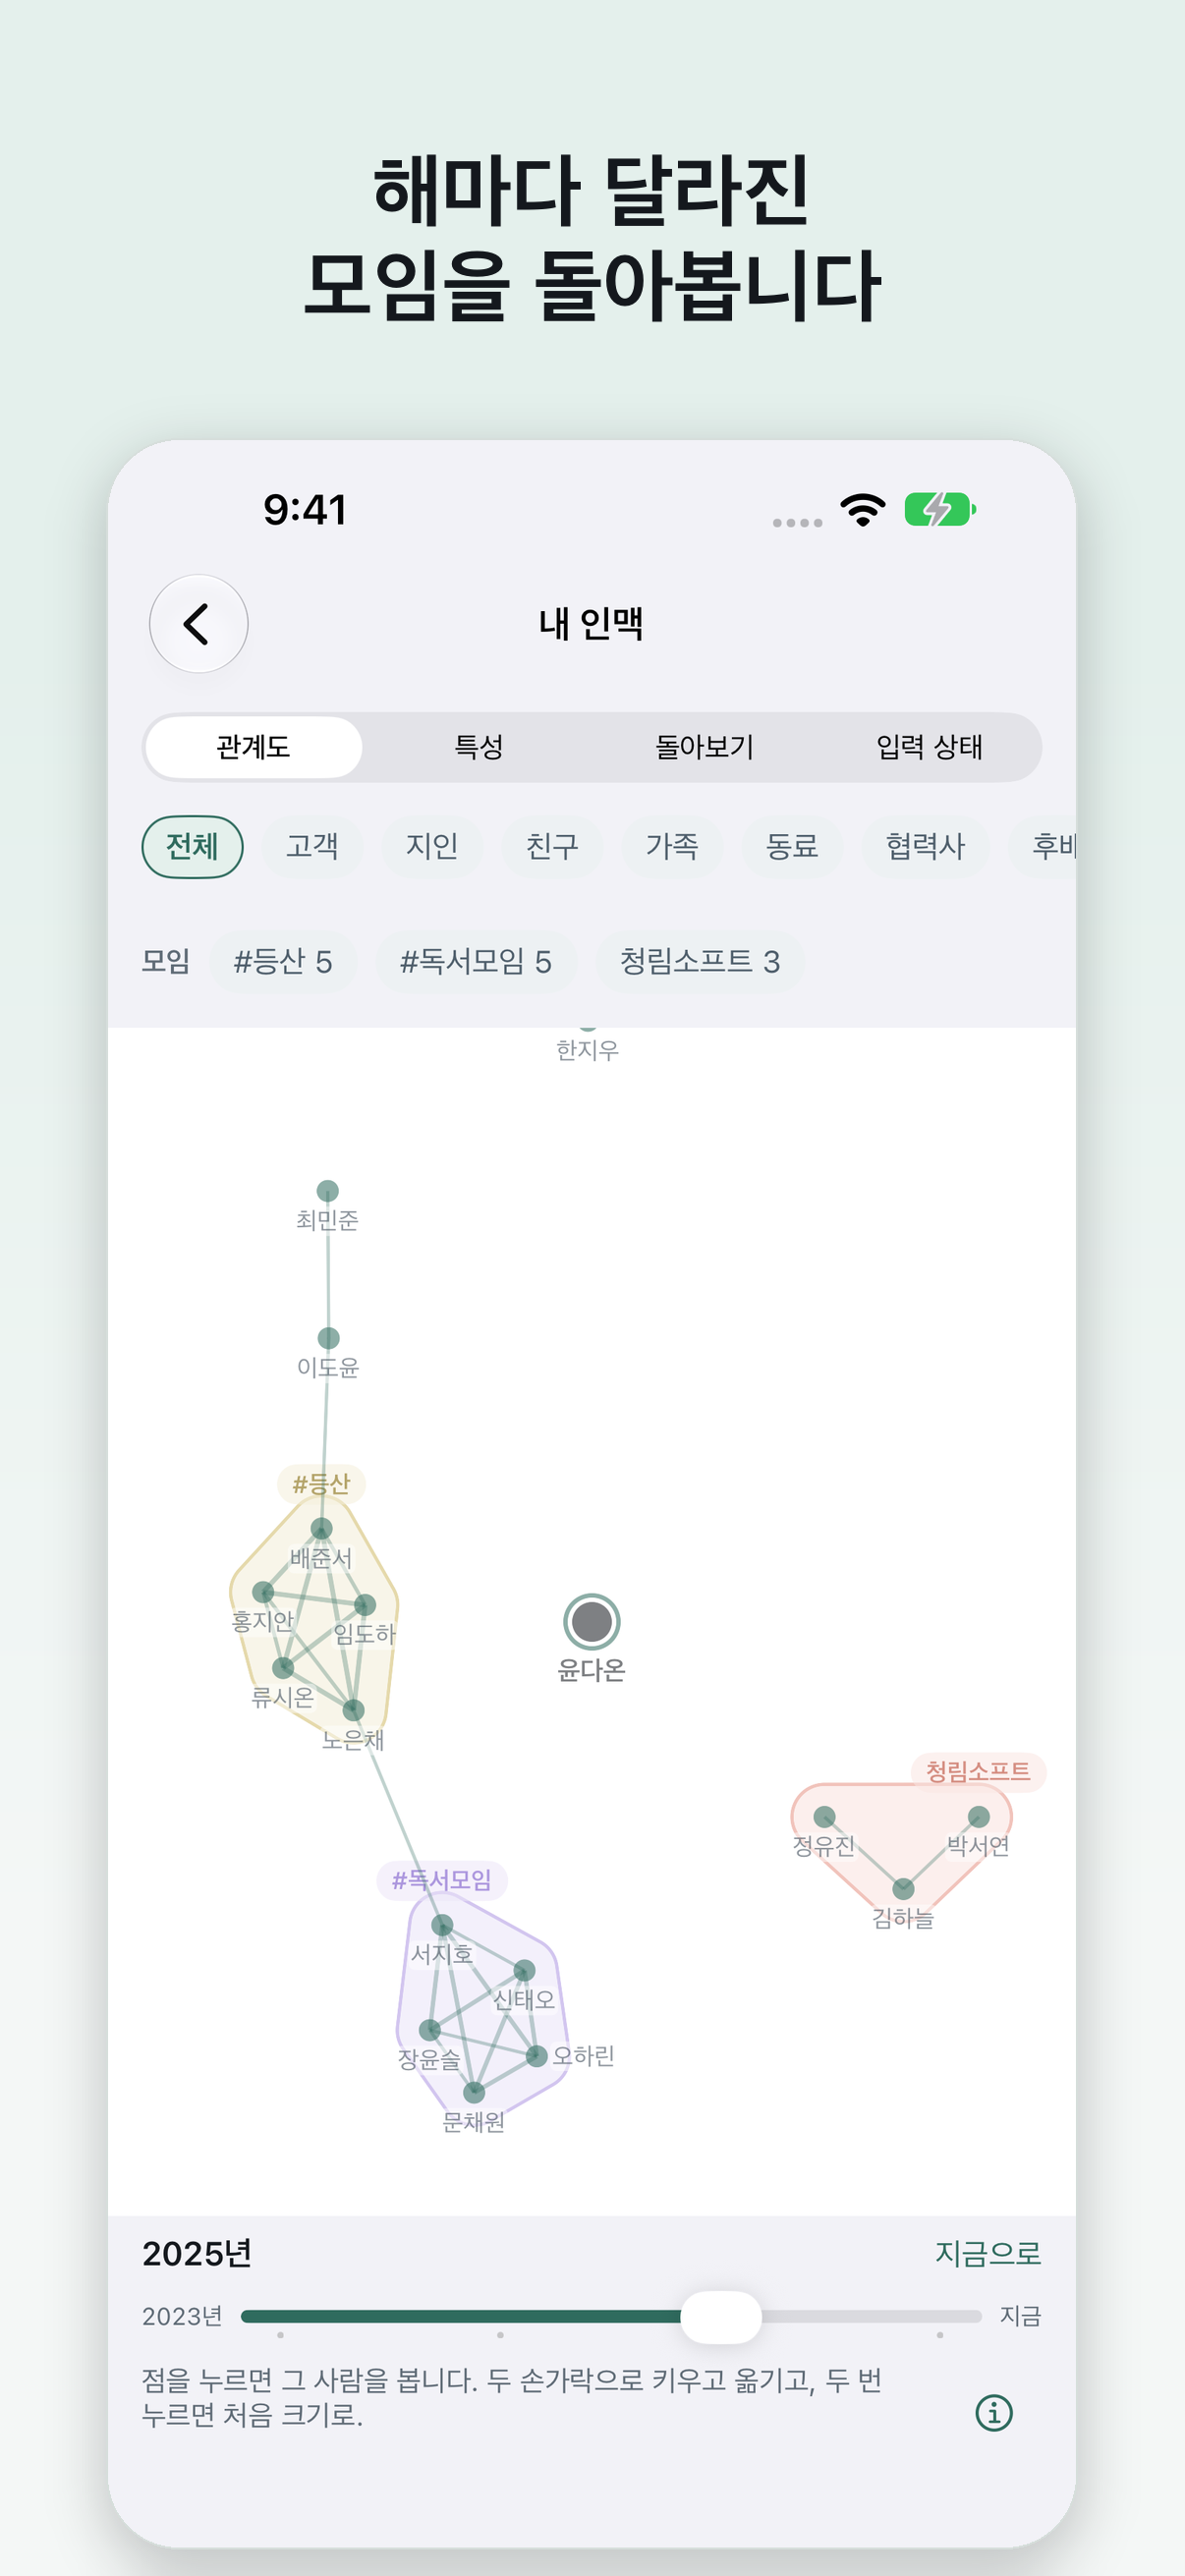 해마다 달라진
모임을 돌아봅니다
9:41
내 인맥
관계도 특성 돌아보기 입력 상태
전체 고객 지인 친구 가족 동료 협력사
모임 #등산 5 #독서모임 5 청림소프트 3
한지우
최민준
이도윤
#등산
배준서
홍지안
임도하
류시온
노은채
윤다온
청림소프트
정유진
박서연
김하늘
#독서모임
서지호
신태오
장윤슬
오하린
문채원
2025년 지금으로
2023년 지금
점을 누르면 그 사람을 봅니다. 두 손가락으로 키우고 옮기고, 두 번
누르면 처음 크기로.